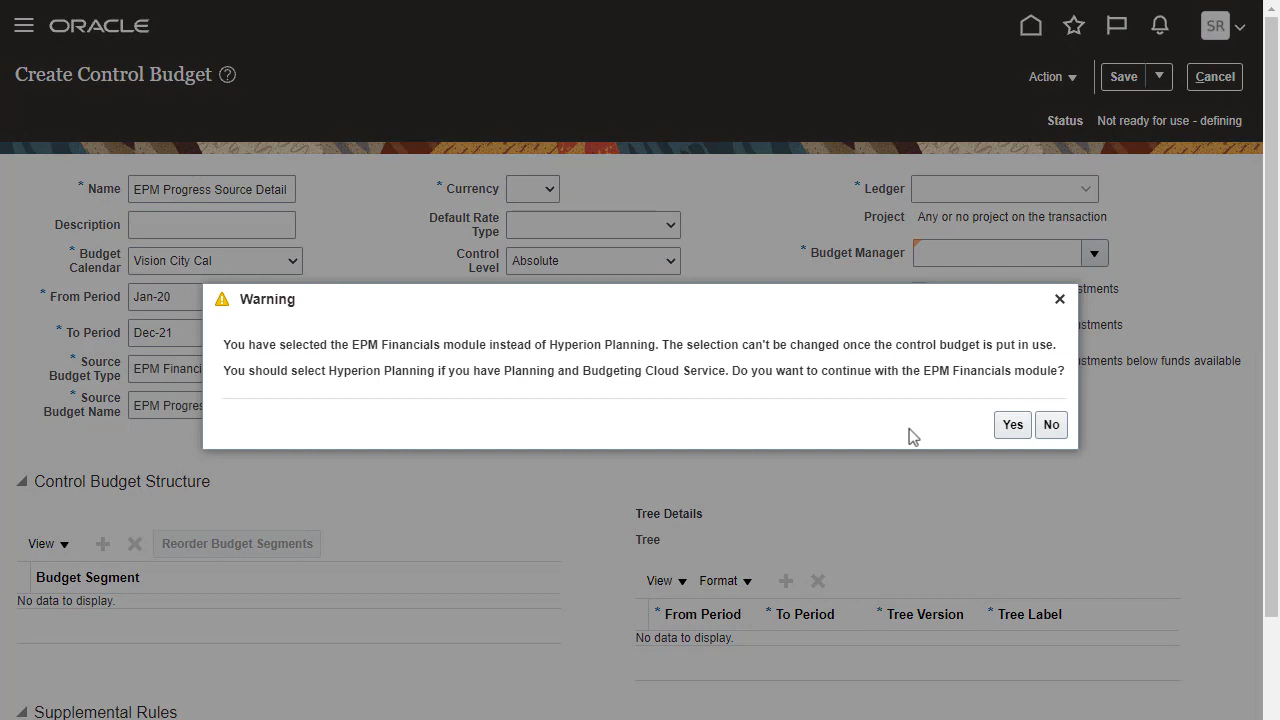 ORACLE
SR
Create Control Budget ?
Action Save Cancel
Status Not ready for use - defining
* Name EPM Progress Source Detail * Currency * Ledger
Description Default Rate Type Project Any or no project on the transaction
* Budget Calendar Vision City Cal Control Level Absolute * Budget Manager
* From Period Jan-20
* To Period Dec-21
* Source Budget Type EPM Financi
* Source Budget Name EPM Progres
stments
ustments
ustments below funds available
Warning
You have selected the EPM Financials module instead of Hyperion Planning. The selection can't be changed once the control budget is put in use.
You should select Hyperion Planning if you have Planning and Budgeting Cloud Service. Do you want to continue with the EPM Financials module?
Yes No
Control Budget Structure
View Reorder Budget Segments
Budget Segment
No data to display.
Tree Details
Tree
View Format
* From Period * To Period * Tree Version * Tree Label
No data to display.
Supplemental Rules